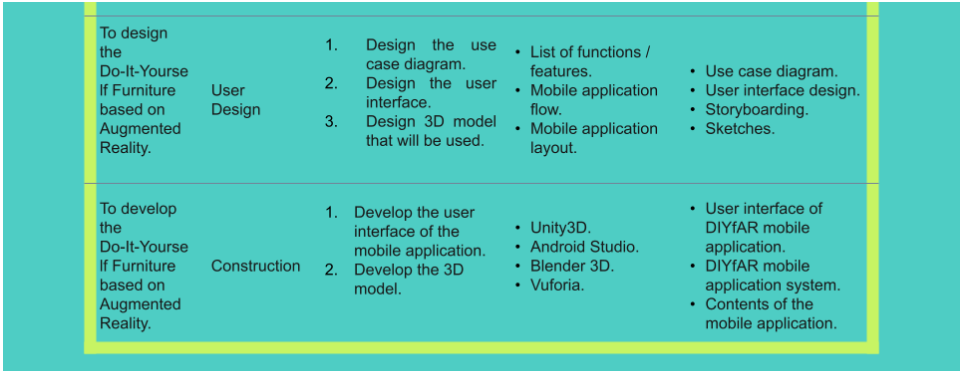 To design
the
Do-It-Yourse
lf Furniture
based on
Augmented
Reality.
User
Design
1. Design the use
case diagram.
2. Design the user
interface.
3. Design 3D model
that will be used.
• List of functions /
features.
• Mobile application
flow.
• Mobile application
layout.
• Use case diagram.
• User interface design.
• Storyboarding.
• Sketches.
To develop
the
Do-It-Yourse
lf Furniture
based on
Augmented
Reality.
Construction
1. Develop the user
interface of the
mobile application.
2. Develop the 3D
model.
• Unity3D.
• Android Studio.
• Blender 3D.
• Vuforia.
• User interface of
DIYfAR mobile
application.
• DIYfAR mobile
application system.
• Contents of the
mobile application.